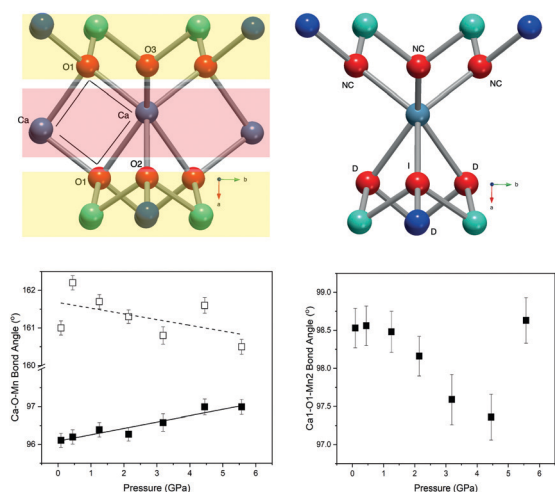 O1 O3
Ca Ca
O1 O2
b
a
NC
NC NC
D I D
b
a
D
Ca-O-Mn Bond Angle (º)
162
161
160
97
96
0 1 2 3 4 5 6
Pressure (GPa)
Ca1-O1-Mn2 Bond Angle (º)
99.0
98.5
98.0
97.5
97.0
0 1 2 3 4 5 6
Pressure (GPa)